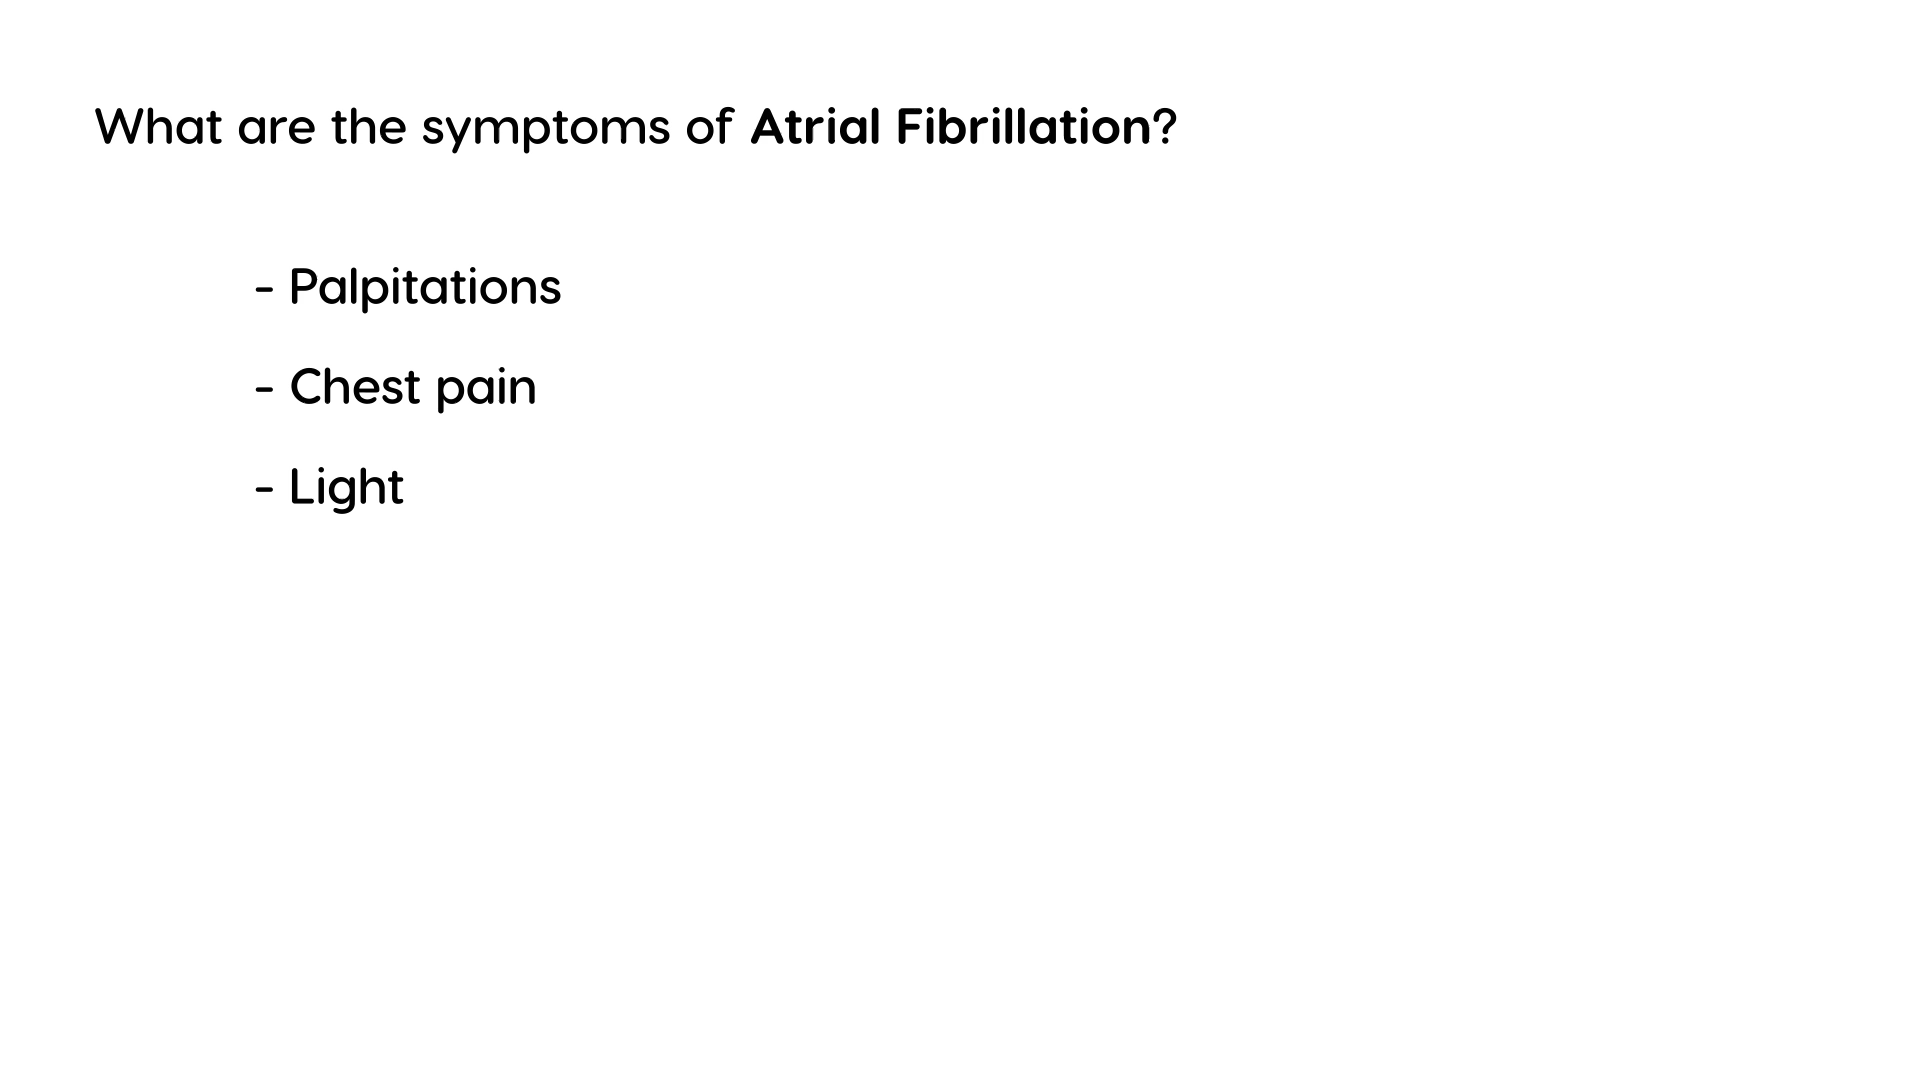 What are the symptoms of Atrial Fibrillation?
- Palpitations
- Chest pain
- Light